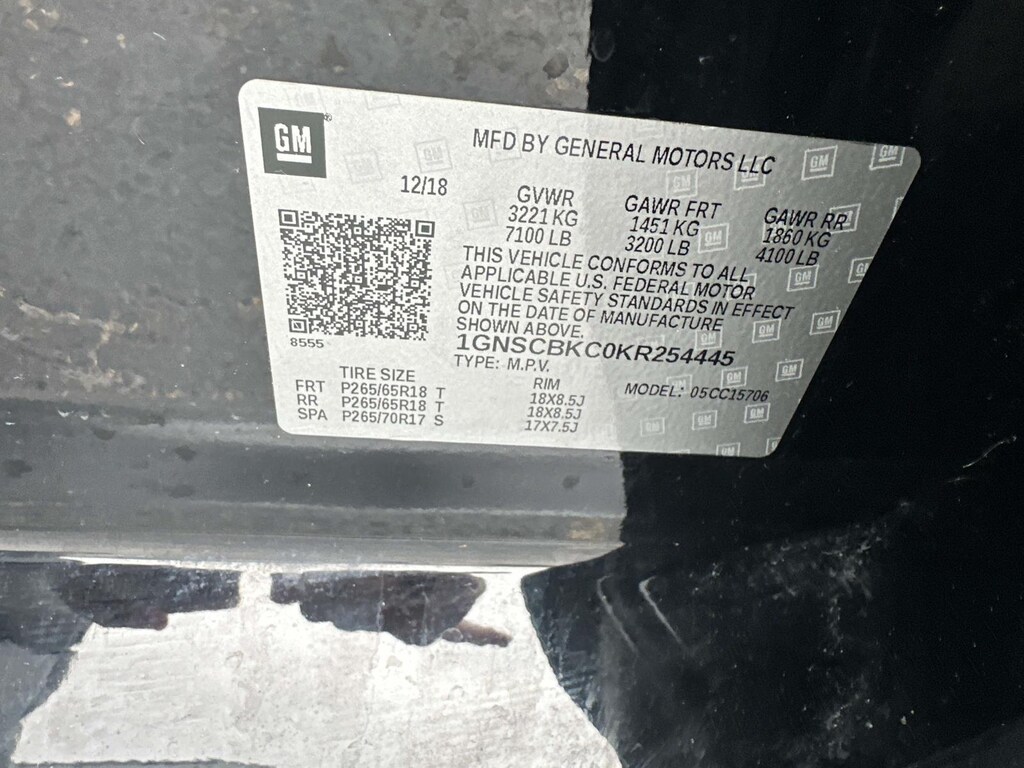 GM
MFD BY GENERAL MOTORS LLC
12/18
GVWR
3221 KG
7100 LB
GAWR FRT
1451 KG
3200 LB
GAWR RR
1860 KG
4100 LB
THIS VEHICLE CONFORMS TO ALL
APPLICABLE U.S. FEDERAL MOTOR
VEHICLE SAFETY STANDARDS IN EFFECT
ON THE DATE OF MANUFACTURE
SHOWN ABOVE.
8555
1GNSCBKC0KR254445
TYPE: M.P.V.
MODEL: 05CC15706
TIRE SIZE RIM
FRT P265/65R18 T 18X8.5J
RR P265/65R18 T 18X8.5J
SPA P265/70R17 S 17X7.5J